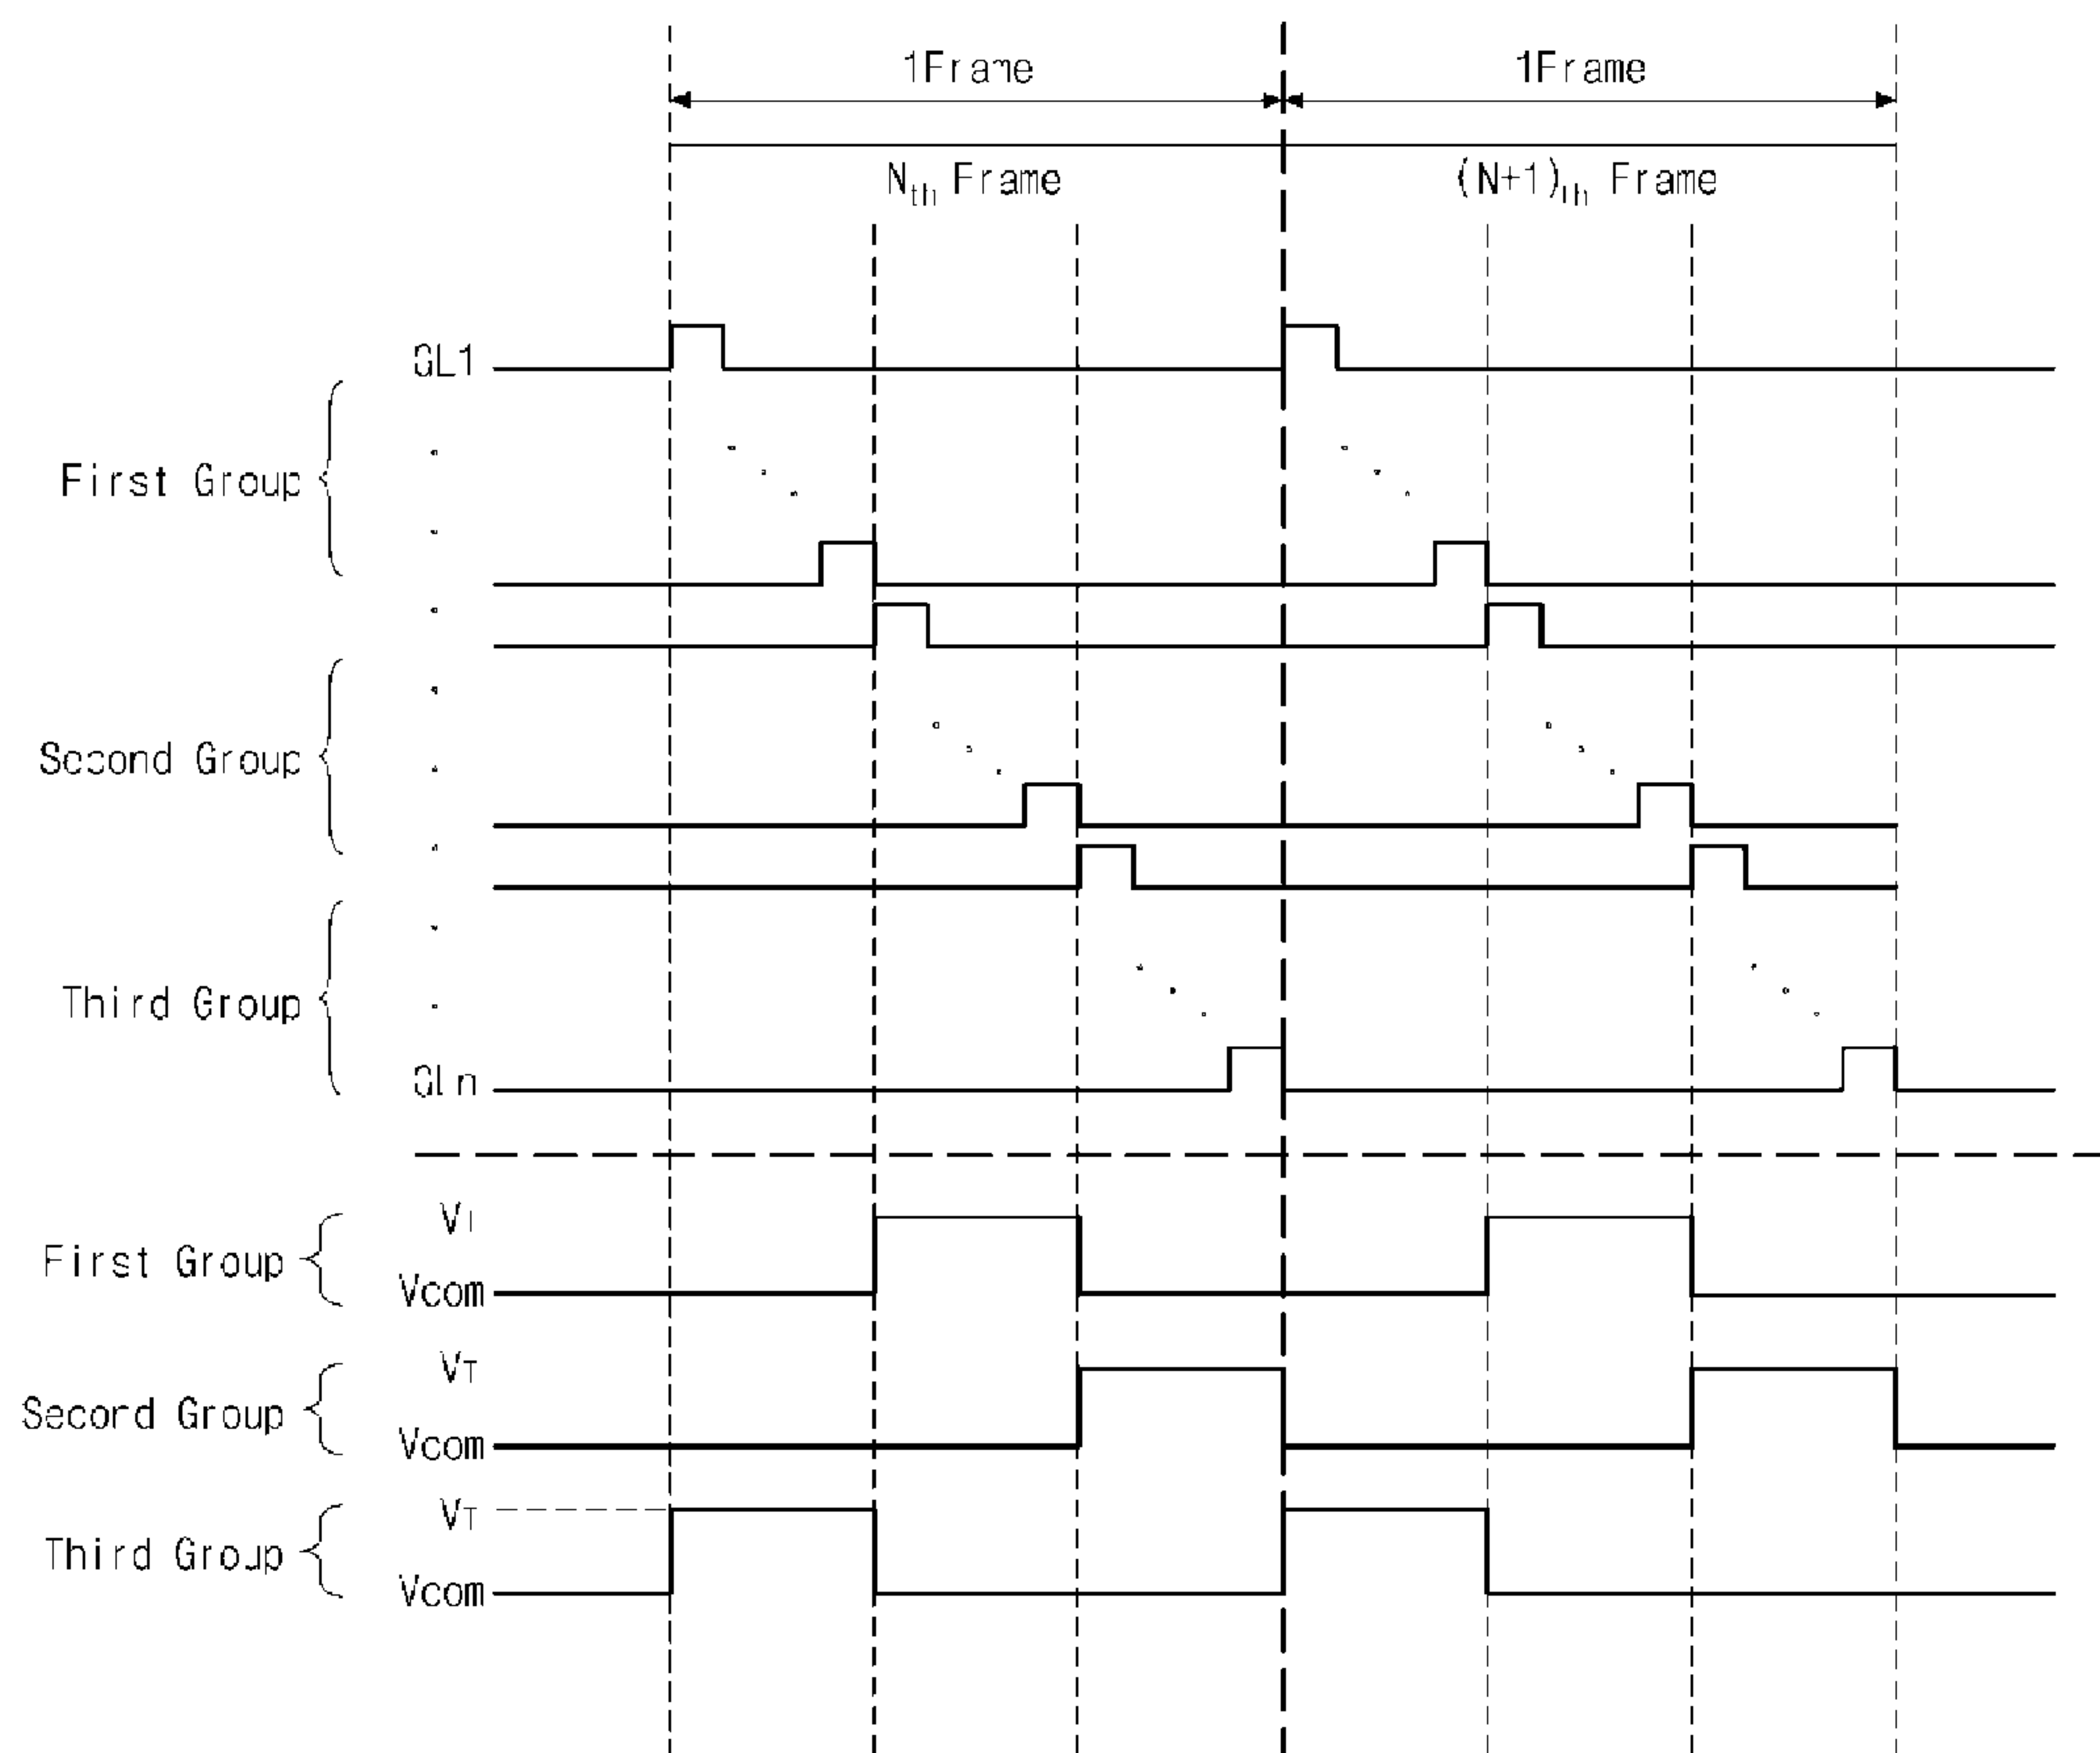 1Frame 1Frame
Nth Frame (N+1)th Frame
GL1
First Group
Second Group
Third Group
GLn
VT
First Group
Vcom
VT
Second Group
Vcom
VT
Third Group
Vcom